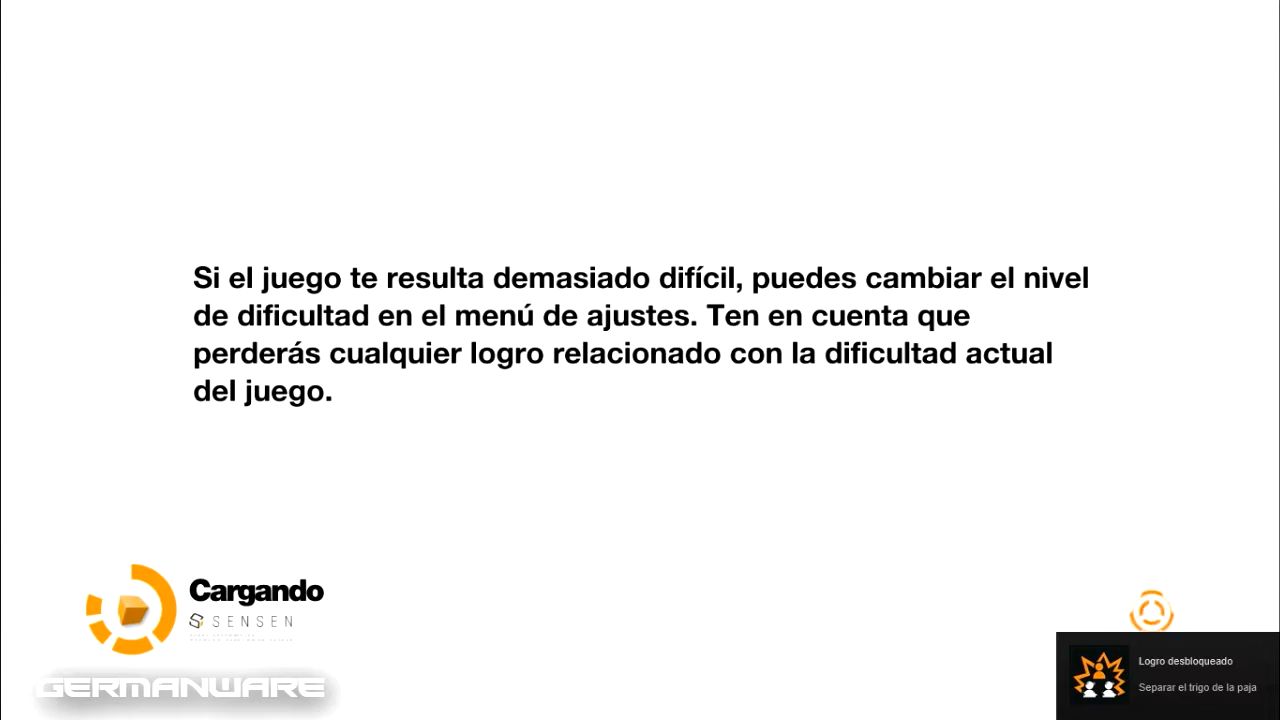 Si el juego te resulta demasiado difícil, puedes cambiar el nivel
de dificultad en el menú de ajustes. Ten en cuenta que
perderás cualquier logro relacionado con la dificultad actual
del juego.
Cargando
SENSEN
GERMANWARE
Logro desbloqueado
Separar el trigo de la paja